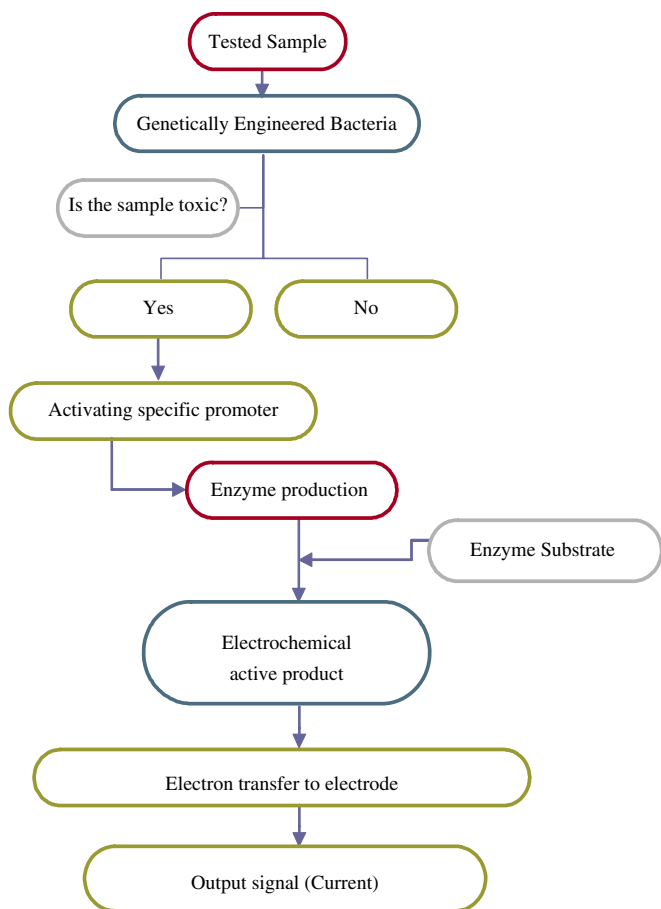 Tested Sample
Genetically Engineered Bacteria
Is the sample toxic?
Yes
No
Activating specific promoter
Enzyme production
Enzyme Substrate
Electrochemical
active product
Electron transfer to electrode
Output signal (Current)